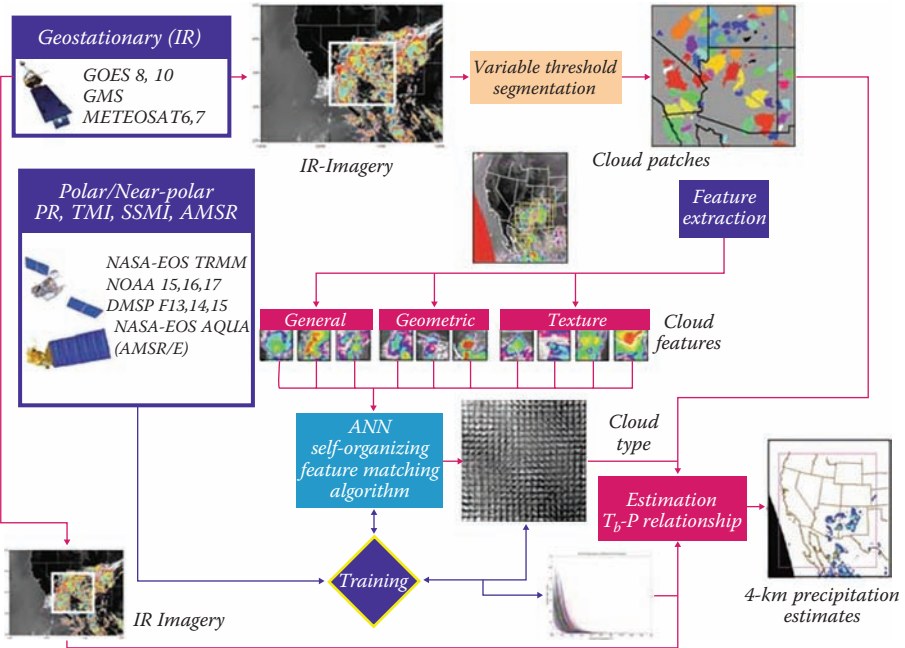 Geostationary (IR)
GOES 8, 10
GMS
METEOSAT6,7
IR-Imagery
Variable threshold
segmentation
Cloud patches
Polar/Near-polar
PR, TMI, SSMI, AMSR
NASA-EOS TRMM
NOAA 15,16,17
DMSP F13,14,15
NASA-EOS AQUA
(AMSR/E)
Feature
extraction
General
Geometric
Texture
Cloud
features
ANN
self-organizing
feature matching
algorithm
Cloud
type
Estimation
Tb-P relationship
Training
IR Imagery
4-km precipitation
estimates